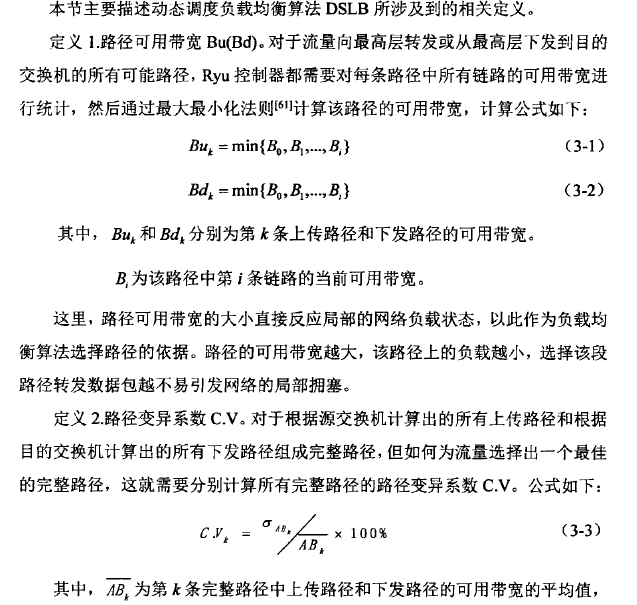 本节主要描述动态调度负载均衡算法 DSLB 所涉及到的相关定义。
定义 1.路径可用带宽 Bu(Bd)。对于流量向最高层转发或从最高层下发到目的
交换机的所有可能路径，Ryu 控制器都需要对每条路径中所有链路的可用带宽进
行统计，然后通过最大最小化法则[61]计算该路径的可用带宽，计算公式如下：
Bu_k = min{B_0, B_1,..., B_i} （3-1）
Bd_k = min{B_0, B_1,..., B_i} （3-2）
其中， Bu_k 和 Bd_k 分别为第 k 条上传路径和下发路径的可用带宽。
B_i 为该路径中第 i 条链路的当前可用带宽。
这里，路径可用带宽的大小直接反应局部的网络负载状态，以此作为负载均
衡算法选择路径的依据。路径的可用带宽越大，该路径上的负载越小，选择该段
路径转发数据包越不易引发网络的局部拥塞。
定义 2.路径变异系数 C.V。对于根据源交换机计算出的所有上传路径和根据
目的交换机计算出的所有下发路径组成完整路径，但如何为流量选择出一个最佳
的完整路径，这就需要分别计算所有完整路径的路径变异系数 C.V。公式如下：
C.V_k = σ_{AB_k} / \overline{AB_k} × 100% （3-3）
其中， \overline{AB_k} 为第 k 条完整路径中上传路径和下发路径的可用带宽的平均值，